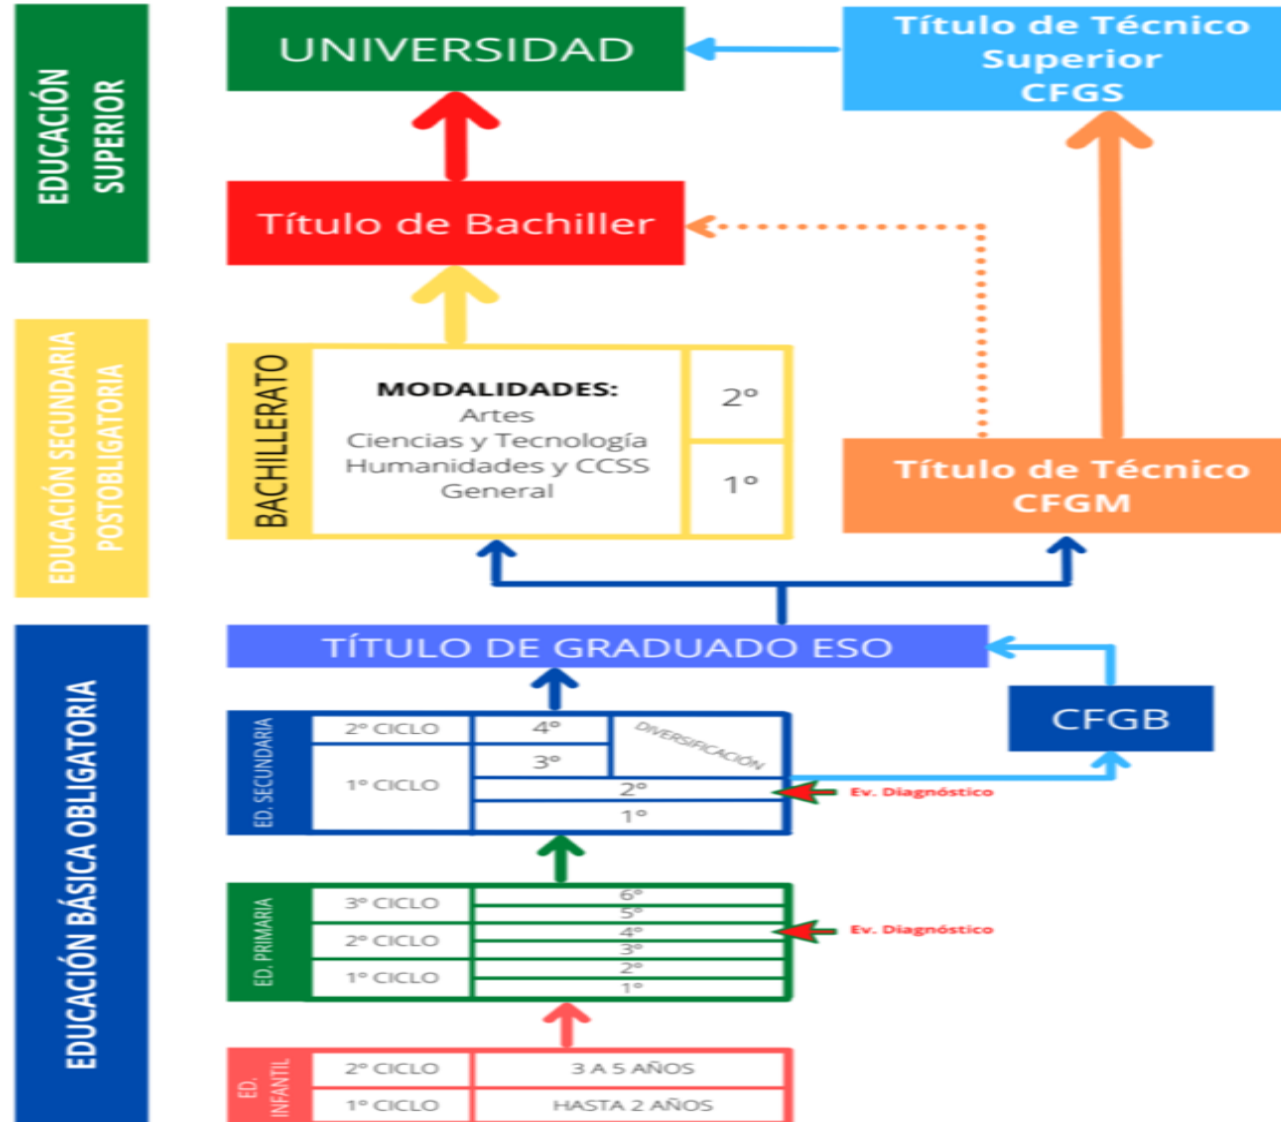 EDUCACIÓN
SUPERIOR
UNIVERSIDAD
Título de Técnico
Superior
CFGS
Título de Bachiller
EDUCACIÓN SECUNDARIA
POSTOBLIGATORIA
BACHILLERATO
MODALIDADES:
Artes
Ciencias y Tecnología
Humanidades y CCSS
General
2º
1º
Título de Técnico
CFGM
EDUCACIÓN BÁSICA OBLIGATORIA
TÍTULO DE GRADUADO ESO
CFGB
ED. SECUNDARIA
2º CICLO
4º
DIVERSIFICACIÓN
1º CICLO
3º
2º
1º
Ev. Diagnóstico
ED. PRIMARIA
3º CICLO
6º
5º
2º CICLO
4º
3º
1º CICLO
2º
1º
Ev. Diagnóstico
ED.
INFANTIL
2º CICLO
3 A 5 AÑOS
1º CICLO
HASTA 2 AÑOS